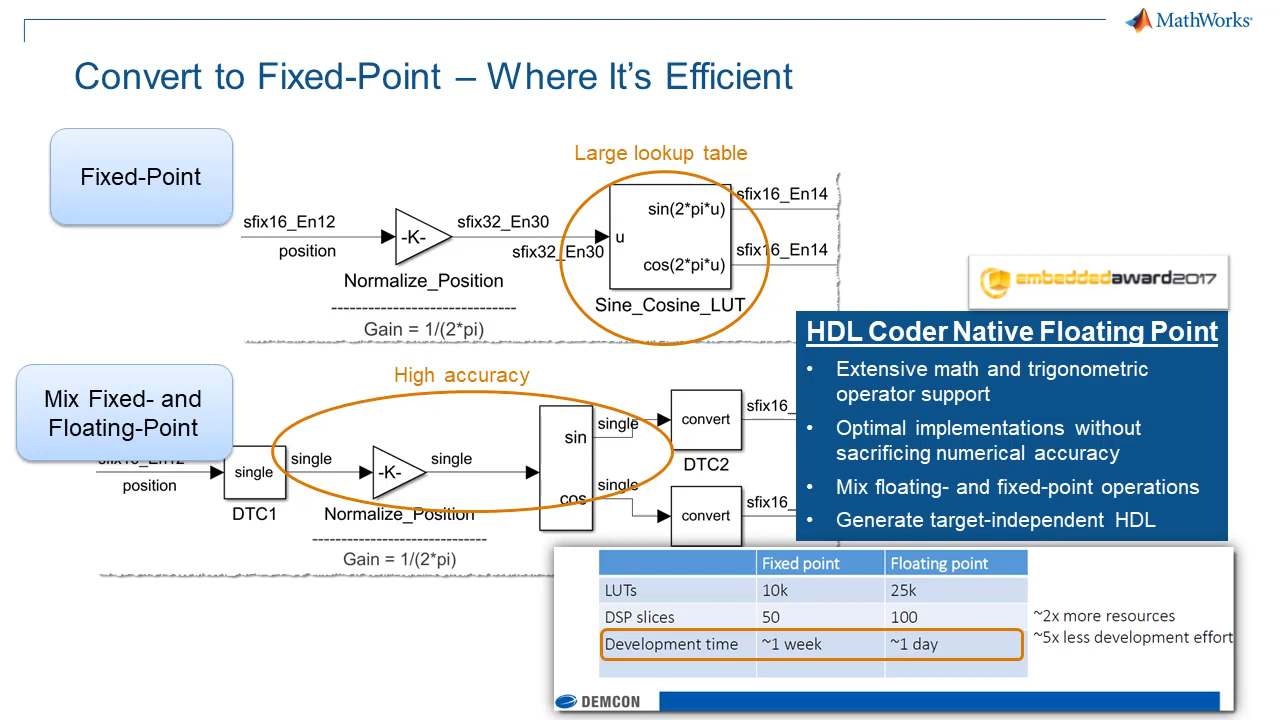 MathWorks
Convert to Fixed-Point – Where It's Efficient
Fixed-Point
Large lookup table
sfix16_En12
position
-K-
Normalize_Position
Gain = 1/(2*pi)
sfix32_En30
sfix32_En30
u
sin(2*pi*u)
cos(2*pi*u)
Sine_Cosine_LUT
sfix16_En14
sfix16_En14
embeddedaward2017
HDL Coder Native Floating Point
• Extensive math and trigonometric
operator support
• Optimal implementations without
sacrificing numerical accuracy
• Mix floating- and fixed-point operations
• Generate target-independent HDL
Mix Fixed- and
Floating-Point
High accuracy
sfix16_En12
position
single
DTC1
single
-K-
Normalize_Position
Gain = 1/(2*pi)
single
sin
cos
single
single
convert
DTC2
convert
sfix16_
sfix16_
Fixed point Floating point
LUTs 10k 25k
DSP slices 50 100
Development time ~1 week ~1 day
~2x more resources
~5x less development effort
DEMCON